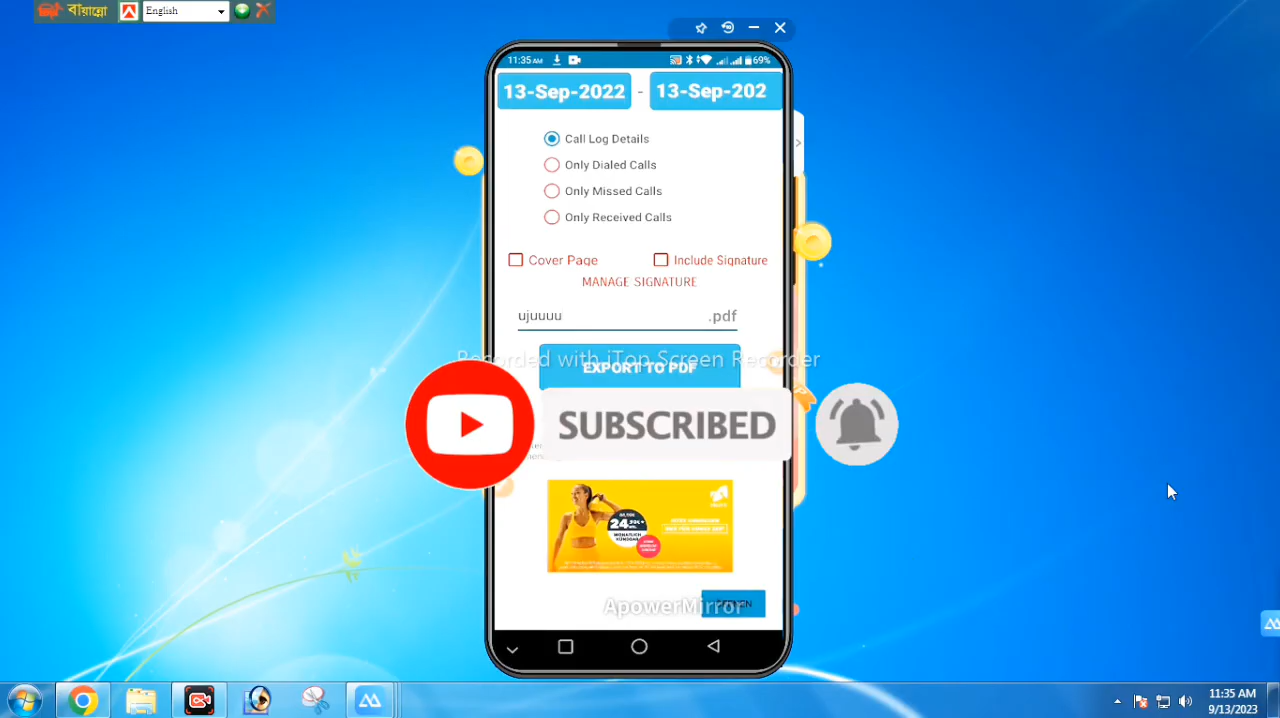 বায়ান্নো
English
11:35 AM
69%
13-Sep-2022 - 13-Sep-202
Call Log Details
Only Dialed Calls
Only Missed Calls
Only Received Calls
Cover Page
Include Signature
MANAGE SIGNATURE
ujuuuu .pdf
Recorded with iTop Screen Recorder
EXPORT TO PDF
SUBSCRIBED
24,
MONATLICH
ApowerMirror
11:35 AM
9/13/2023